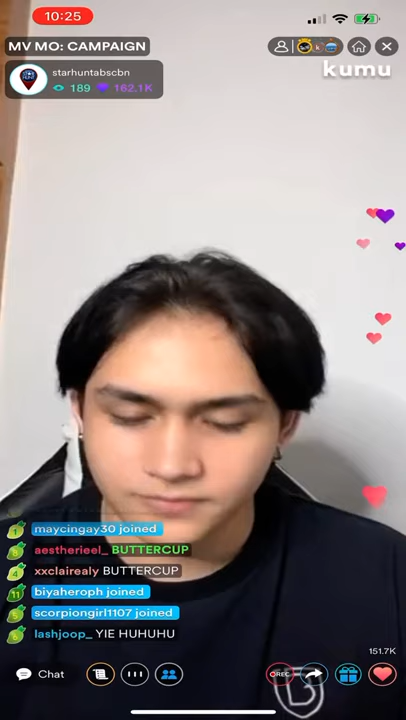 10:25
MV MO: CAMPAIGN
starhuntabscbn
189 162.1K
kumu
maycingay30 joined
aestherieel_ BUTTERCUP
xxclairealy BUTTERCUP
biyaheroph joined
scorpiongirl1107 joined
lashjoop_ YIE HUHUHU
151.7K
Chat
REC